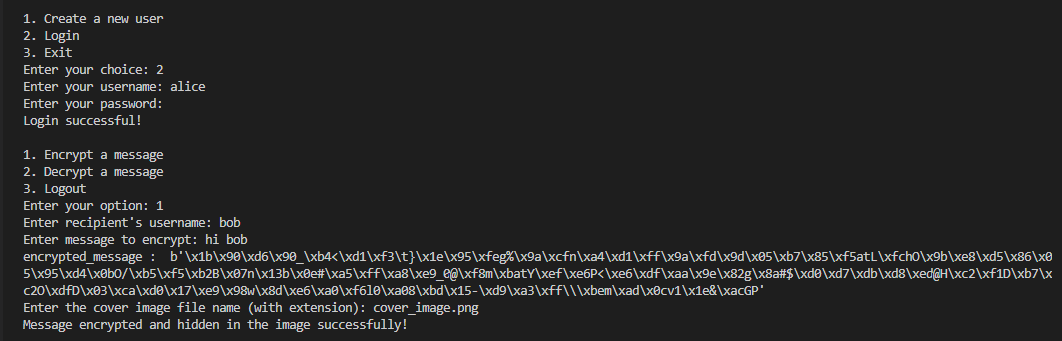 1. Create a new user
2. Login
3. Exit
Enter your choice: 2
Enter your username: alice
Enter your password:
Login successful!
1. Encrypt a message
2. Decrypt a message
3. Logout
Enter your option: 1
Enter recipient's username: bob
Enter message to encrypt: hi bob
encrypted_message :  b'\x1b\x90\xd6\x90_\xb4<\xd1\xf3\t}\x1e\x95\xfeg%\x9a\xcfn\xa4\xd1\xff\x9a\xfd\x9d\x05\xb7\x85\xf5atL\xfchO\x9b\xe8\xd5\x86\x0
5\x95\xd4\x0bO/\xb5\xf5\xb2B\x07n\x13b\x0e#\xa5\xff\xa8\xe9_0@\xf8m\xbatY\xef\xe6P<\xe6\xdf\xaa\x9e\x82g\x8a#$\xd0\xd7\xdb\xd8\xed@H\xc2\xf1D\xb7\x
c2O\xdfD\x03\xca\xd0\x17\xe9\x98w\x8d\xe6\xa0\xf6l0\xa08\xbd\x15-\xd9\xa3\xff\\\xbem\xad\x0cv1\x1e&\xacGP'
Enter the cover image file name (with extension): cover_image.png
Message encrypted and hidden in the image successfully!